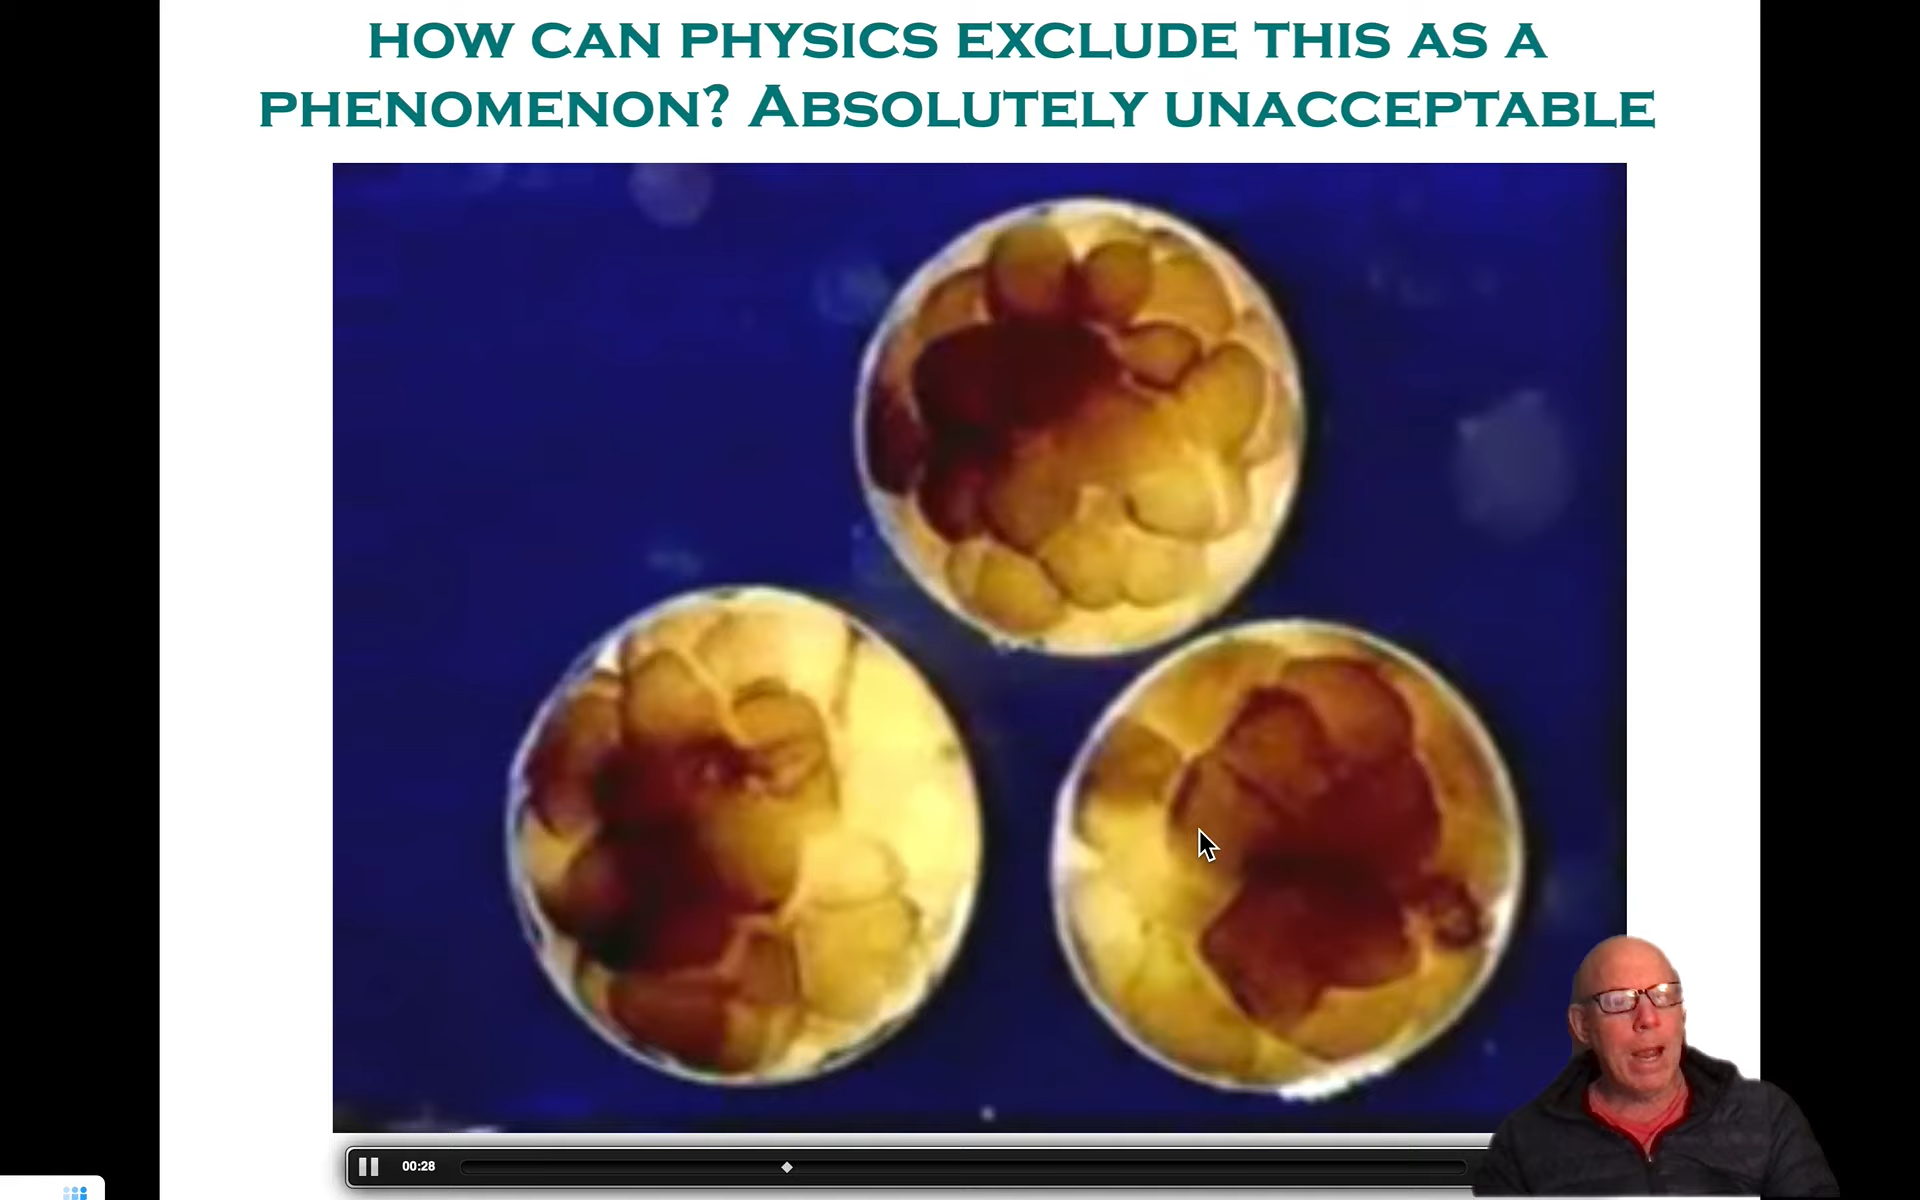 HOW CAN PHYSICS EXCLUDE THIS AS A
PHENOMENON? ABSOLUTELY UNACCEPTABLE
00:28